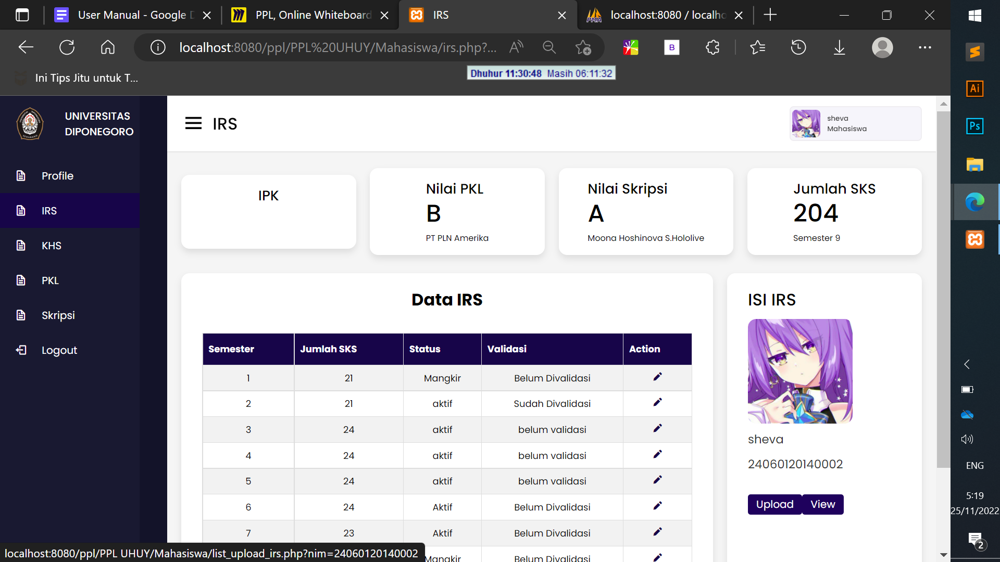 User Manual - Google D
PPL, Online Whiteboard
IRS
localhost:8080 / localho
localhost:8080/ppl/PPL%20UHUY/Mahasiswa/irs.php?...
B
Ini Tips Jitu untuk T...
Dhuhur 11:30:48 Masih 06:11:32
UNIVERSITAS
DIPONEGORO
Profile
IRS
KHS
PKL
Skripsi
Logout
IRS
sheva
Mahasiswa
IPK
Nilai PKL
B
PT PLN Amerika
Nilai Skripsi
A
Moona Hoshinova S.Hololive
Jumlah SKS
204
Semester 9
Data IRS
Semester Jumlah SKS Status Validasi Action
1 21 Mangkir Belum Divalidasi
2 21 aktif Sudah Divalidasi
3 24 aktif belum validasi
4 24 aktif belum validasi
5 24 aktif belum validasi
6 24 Aktif Belum Divalidasi
7 23 Aktif Belum Divalidasi
Mangkir Belum Divalidasi
ISI IRS
sheva
24060120140002
Upload View
localhost:8080/ppl/PPL UHUY/Mahasiswa/list_upload_irs.php?nim=24060120140002
Ai
Ps
ENG
5:19
25/11/2022
2